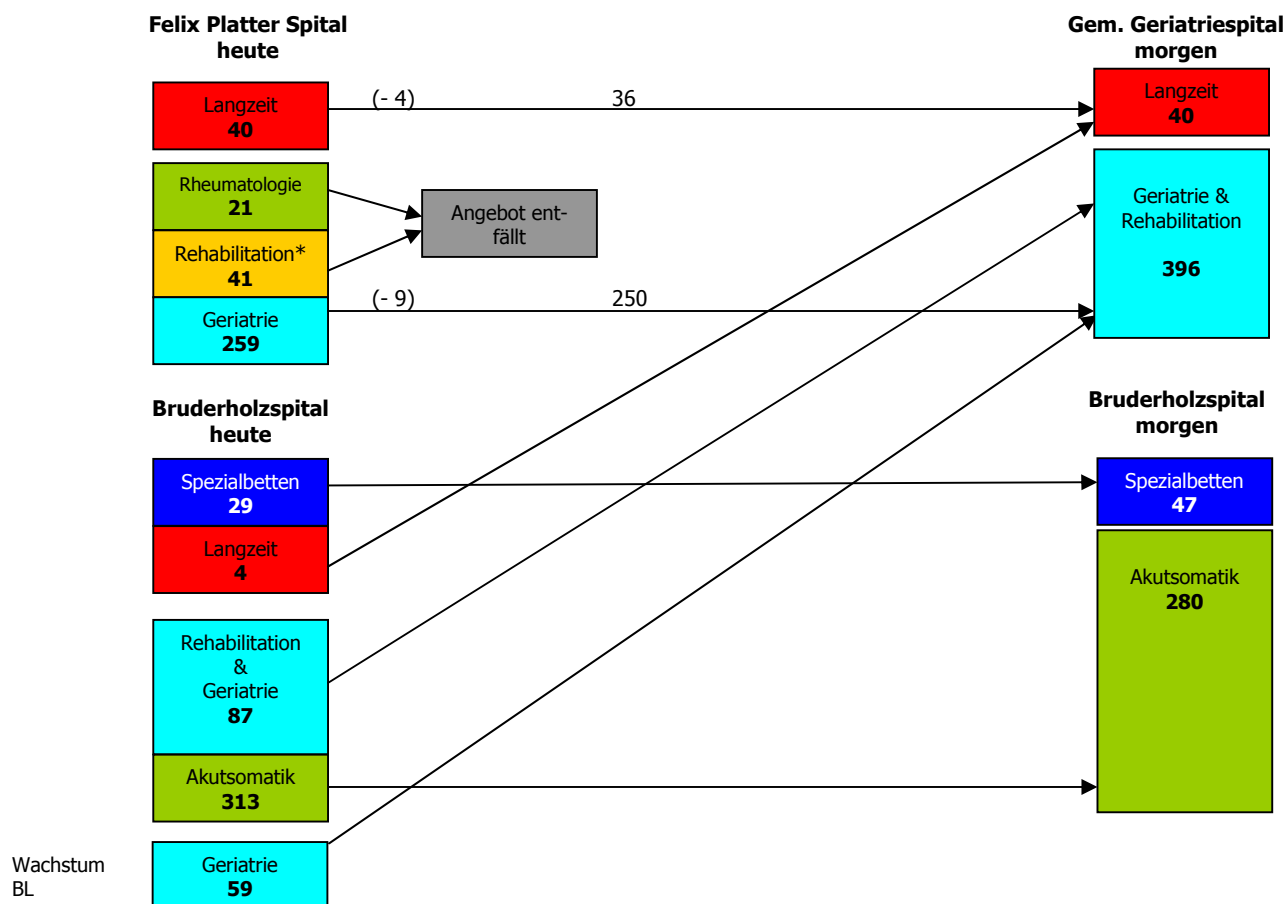 Felix Platter Spital
heute
Gem. Geriatriespital
morgen
Langzeit
40
(- 4)
36
Langzeit
40
Rheumatologie
21
Rehabilitation*
41
Angebot ent-
fällt
Geriatrie &
Rehabilitation
396
Geriatrie
259
(- 9)
250
Bruderholzspital
heute
Bruderholzspital
morgen
Spezialbetten
29
Spezialbetten
47
Langzeit
4
Akutsomatik
280
Rehabilitation
&
Geriatrie
87
Akutsomatik
313
Wachstum
BL
Geriatrie
59